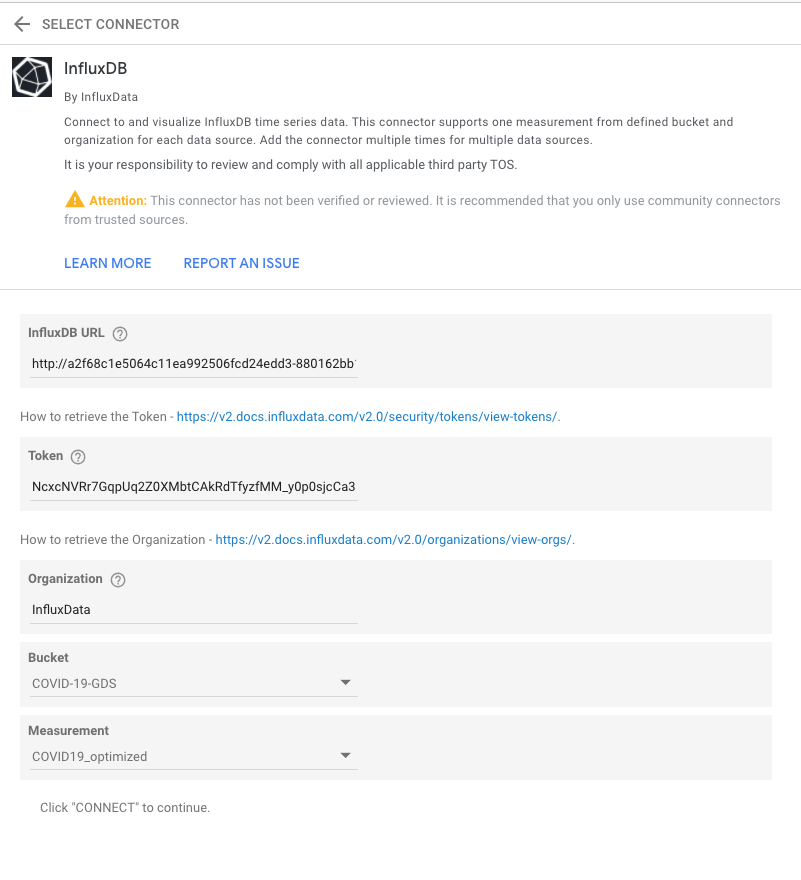 SELECT CONNECTOR
InfluxDB
By InfluxData
Connect to and visualize InfluxDB time series data. This connector supports one measurement from defined bucket and
organization for each data source. Add the connector multiple times for multiple data sources.
It is your responsibility to review and comply with all applicable third party TOS.
Attention: This connector has not been verified or reviewed. It is recommended that you only use community connectors
from trusted sources.
LEARN MORE REPORT AN ISSUE
InfluxDB URL
http://a2f68c1e5064c11ea992506fcd24edd3-880162bb
How to retrieve the Token - https://v2.docs.influxdata.com/v2.0/security/tokens/view-tokens/.
Token
NcxcNVRr7GqpUq2Z0XMbtCAkRdTfyzfMM_y0p0sjcCa3
How to retrieve the Organization - https://v2.docs.influxdata.com/v2.0/organizations/view-orgs/.
Organization
InfluxData
Bucket
COVID-19-GDS
Measurement
COVID19_optimized
Click "CONNECT" to continue.